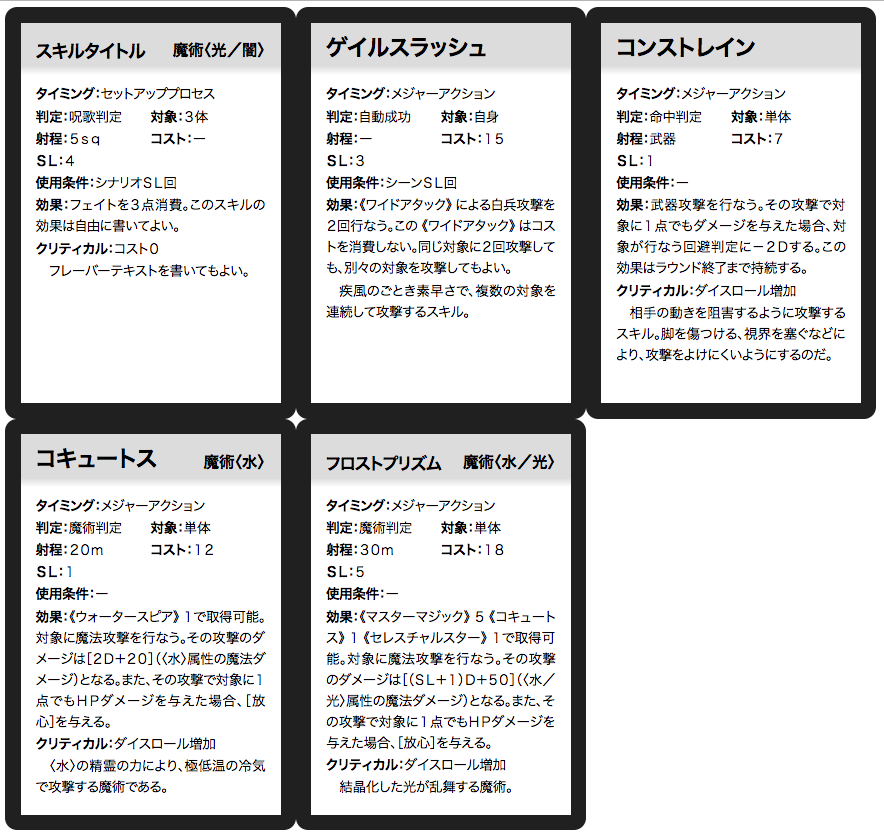 スキルタイトル　魔術〈光／闇〉
タイミング：セットアッププロセス
判定：呪歌判定　対象：３体
射程：５ｓｑ　コスト：―
ＳＬ：４
使用条件：シナリオＳＬ回
効果：フェイトを３点消費。このスキルの
効果は自由に書いてよい。
クリティカル：コスト０
　フレーバーテキストを書いてもよい。
ゲイルスラッシュ
タイミング：メジャーアクション
判定：自動成功　対象：自身
射程：―　コスト：１５
ＳＬ：３
使用条件：シーンＳＬ回
効果：《ワイドアタック》による白兵攻撃を
２回行なう。この《ワイドアタック》はコス
トを消費しない。同じ対象に２回攻撃して
も、別々の対象を攻撃してもよい。
　疾風のごとき素早さで、複数の対象を
連続して攻撃するスキル。
コンストレイン
タイミング：メジャーアクション
判定：命中判定　対象：単体
射程：武器　コスト：７
ＳＬ：１
使用条件：―
効果：武器攻撃を行なう。その攻撃で対
象に１点でもダメージを与えた場合、対
象が行なう回避判定に－２Ｄする。この
効果はラウンド終了まで持続する。
クリティカル：ダイスロール増加
　相手の動きを阻害するように攻撃する
スキル。脚を傷つける、視界を塞ぐなどに
より、攻撃をよけにくいようにするのだ。
コキュートス　魔術〈水〉
タイミング：メジャーアクション
判定：魔術判定　対象：単体
射程：２０ｍ　コスト：１２
ＳＬ：１
使用条件：―
効果：《ウォータースピア》１で取得可能。
対象に魔法攻撃を行なう。その攻撃のダ
メージは［２Ｄ＋２０］（〈水〉属性の魔法ダ
メージ）となる。また、その攻撃で対象に１
点でもＨＰダメージを与えた場合、［放
心］を与える。
クリティカル：ダイスロール増加
　〈水〉の精霊の力により、極低温の冷気
で攻撃する魔術である。
フロストプリズム　魔術〈水／光〉
タイミング：メジャーアクション
判定：魔術判定　対象：単体
射程：３０ｍ　コスト：１８
ＳＬ：５
使用条件：―
効果：《マスターマジック》５《コキュート
ス》１《セレスチャルスター》１で取得可
能。対象に魔法攻撃を行なう。その攻撃
のダメージは［（ＳＬ＋１）Ｄ＋５０］（〈水／
光〉属性の魔法ダメージ）となる。また、そ
の攻撃で対象に１点でもＨＰダメージを
与えた場合、［放心］を与える。
クリティカル：ダイスロール増加
　結晶化した光が乱舞する魔術。